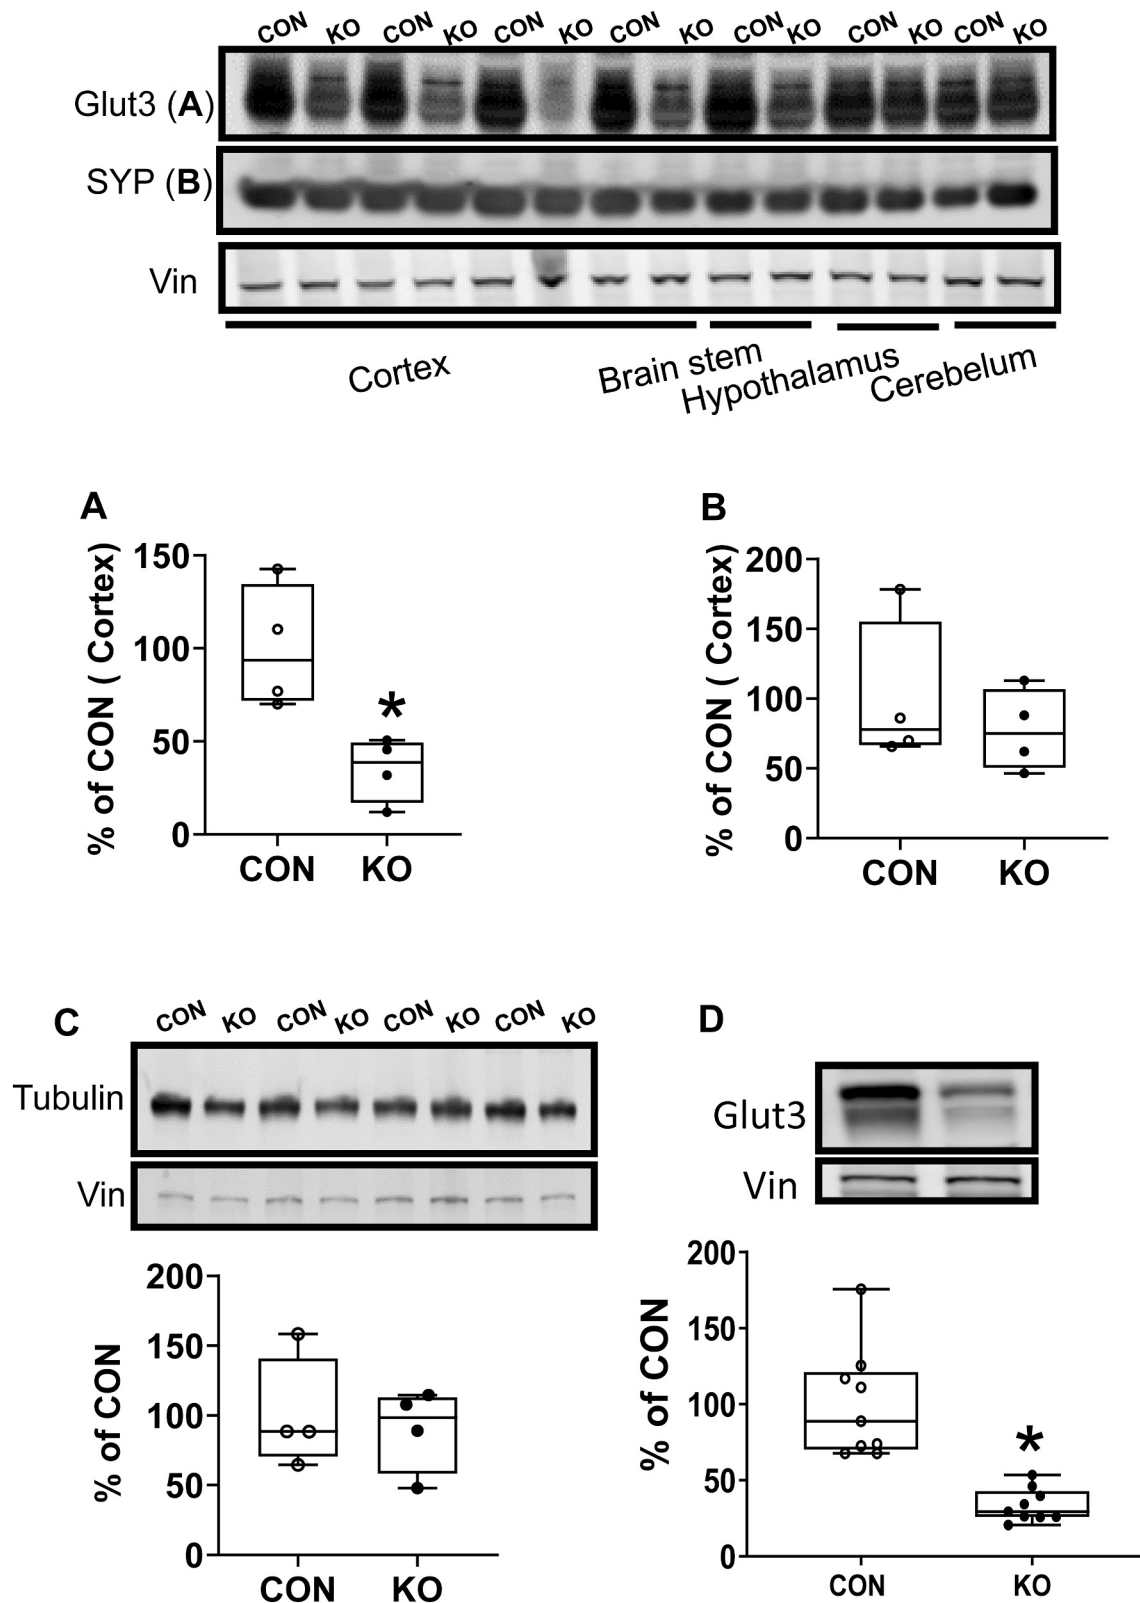 CON KO CON KO CON KO CON KO CON KO CON KO CON KO
Glut3 (A)
SYP (B)
Vin
Cortex
Brain stem
Hypothalamus
Cerebelum
A
% of CON ( Cortex)
150
100
50
0
*
CON KO
B
% of CON ( Cortex)
200
150
100
50
0
CON KO
C
CON KO CON KO CON KO CON KO
Tubulin
Vin
% of CON
200
150
100
50
0
CON KO
D
Glut3
Vin
% of CON
200
150
100
50
0
*
CON KO